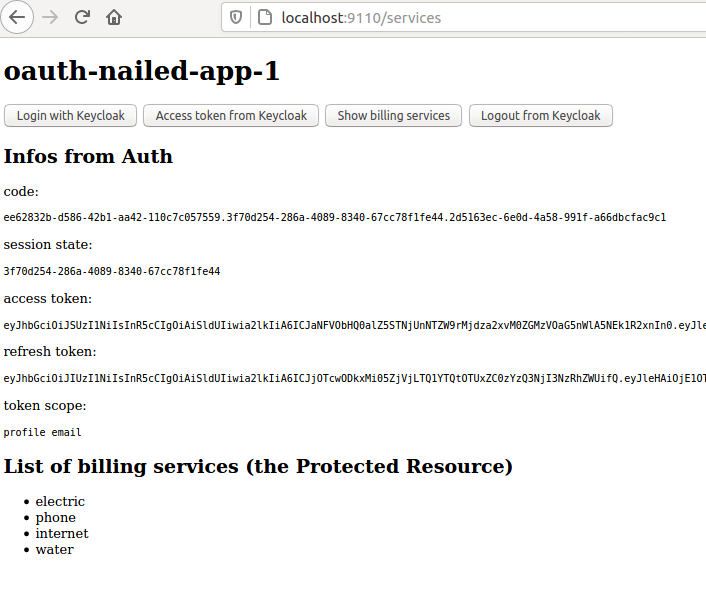 localhost:9110/services
oauth-nailed-app-1
Login with Keycloak Access token from Keycloak Show billing services Logout from Keycloak
Infos from Auth
code:
ee62832b-d586-42b1-aa42-110c7c057559.3f70d254-286a-4089-8340-67cc78f1fe44.2d5163ec-6e0d-4a58-991f-a66dbcfac9c1
session state:
3f70d254-286a-4089-8340-67cc78f1fe44
access token:
eyJhbGciOiJSUzI1NiIsInR5cCIgOiAiSldUIiwia2lkIiA6ICJaNFVObHQ0alZ5STNjUnNTZW9rMjdza2xvM0ZGMzVOaG5nWlA5NEk1R2xnIn0.eyJle
refresh token:
eyJhbGciOiJIUzI1NiIsInR5cCIgOiAiSldUIiwia2lkIiA6ICJjOTcwODkxMi05ZjVjLTQ1YTQtOTUxZC0zYzQ3NjI3NzRhZWUifQ.eyJleHAiOjE1OT
token scope:
profile email
List of billing services (the Protected Resource)
electric
phone
internet
water